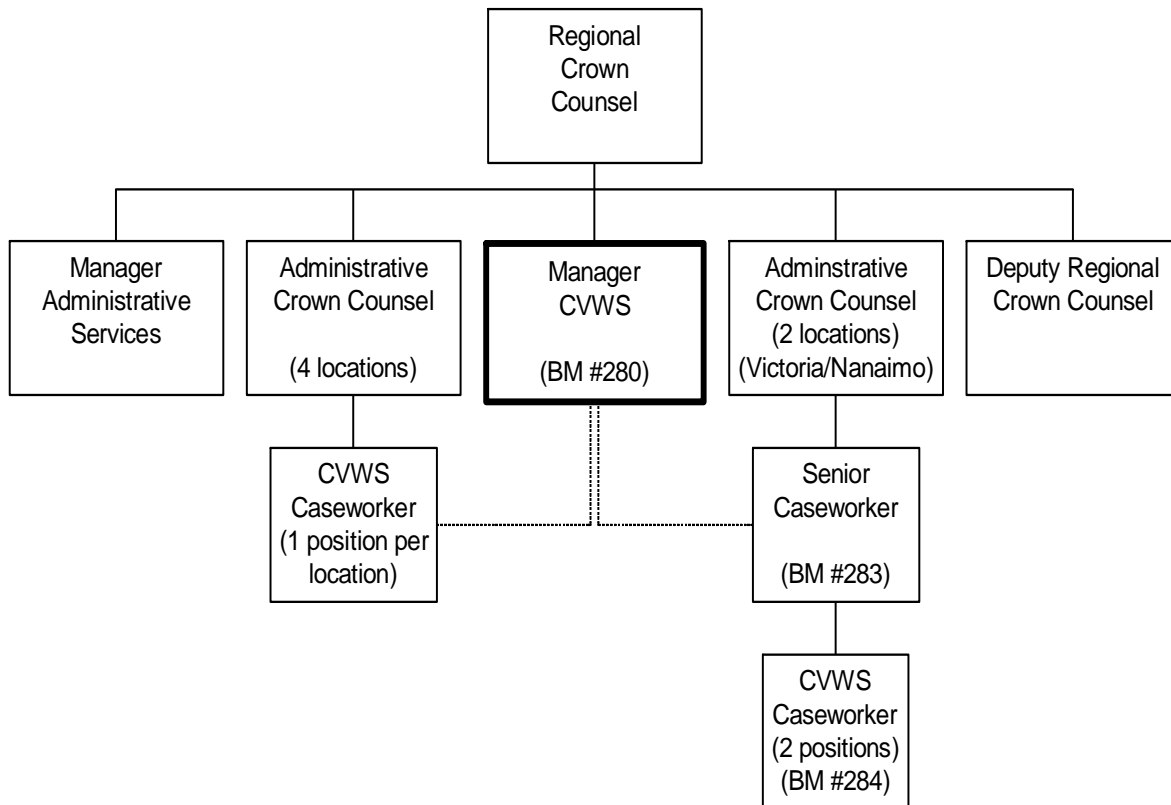 Regional
Crown
Counsel
Manager
Administrative
Services
Administrative
Crown Counsel
(4 locations)
Manager
CVWS
(BM #280)
Adminstrative
Crown Counsel
(2 locations)
(Victoria/Nanaimo)
Deputy Regional
Crown Counsel
CVWS
Caseworker
(1 position per
location)
Senior
Caseworker
(BM #283)
CVWS
Caseworker
(2 positions)
(BM #284)